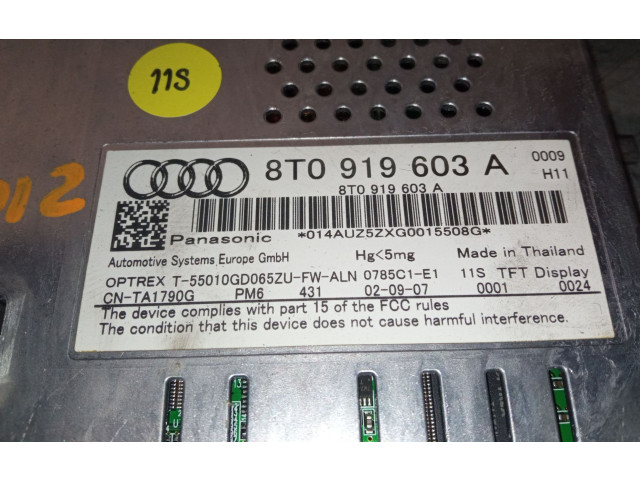 11S
8T0 919 603 A
0009
H11
8T0 919 603 A
*014AUZ5ZXG0015508G*
Panasonic
Automotive Systems Europe GmbH Hg<5mg Made in Thailand
OPTREX T-55010GD065ZU-FW-ALN 0785C1-E1 11S TFT Display
CN-TA1790G PM6 431 02-09-07 0001 0024
The device complies with part 15 of the FCC rules
The condition that this device does not cause harmful interference.